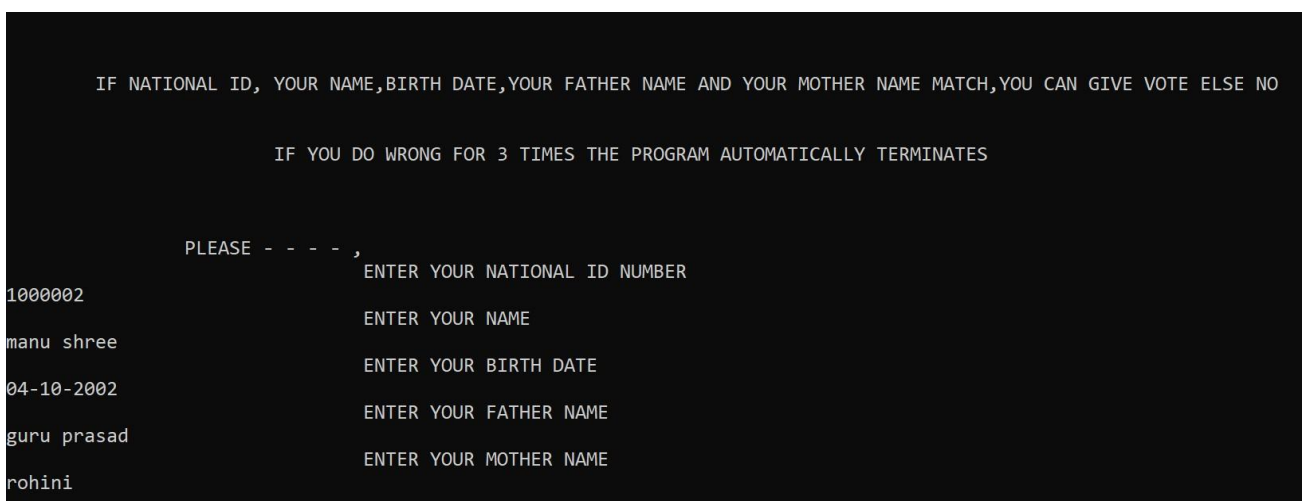 IF NATIONAL ID, YOUR NAME,BIRTH DATE,YOUR FATHER NAME AND YOUR MOTHER NAME MATCH,YOU CAN GIVE VOTE ELSE NO
IF YOU DO WRONG FOR 3 TIMES THE PROGRAM AUTOMATICALLY TERMINATES
PLEASE - - - - ,
ENTER YOUR NATIONAL ID NUMBER
1000002
ENTER YOUR NAME
manu shree
ENTER YOUR BIRTH DATE
04-10-2002
ENTER YOUR FATHER NAME
guru prasad
ENTER YOUR MOTHER NAME
rohini